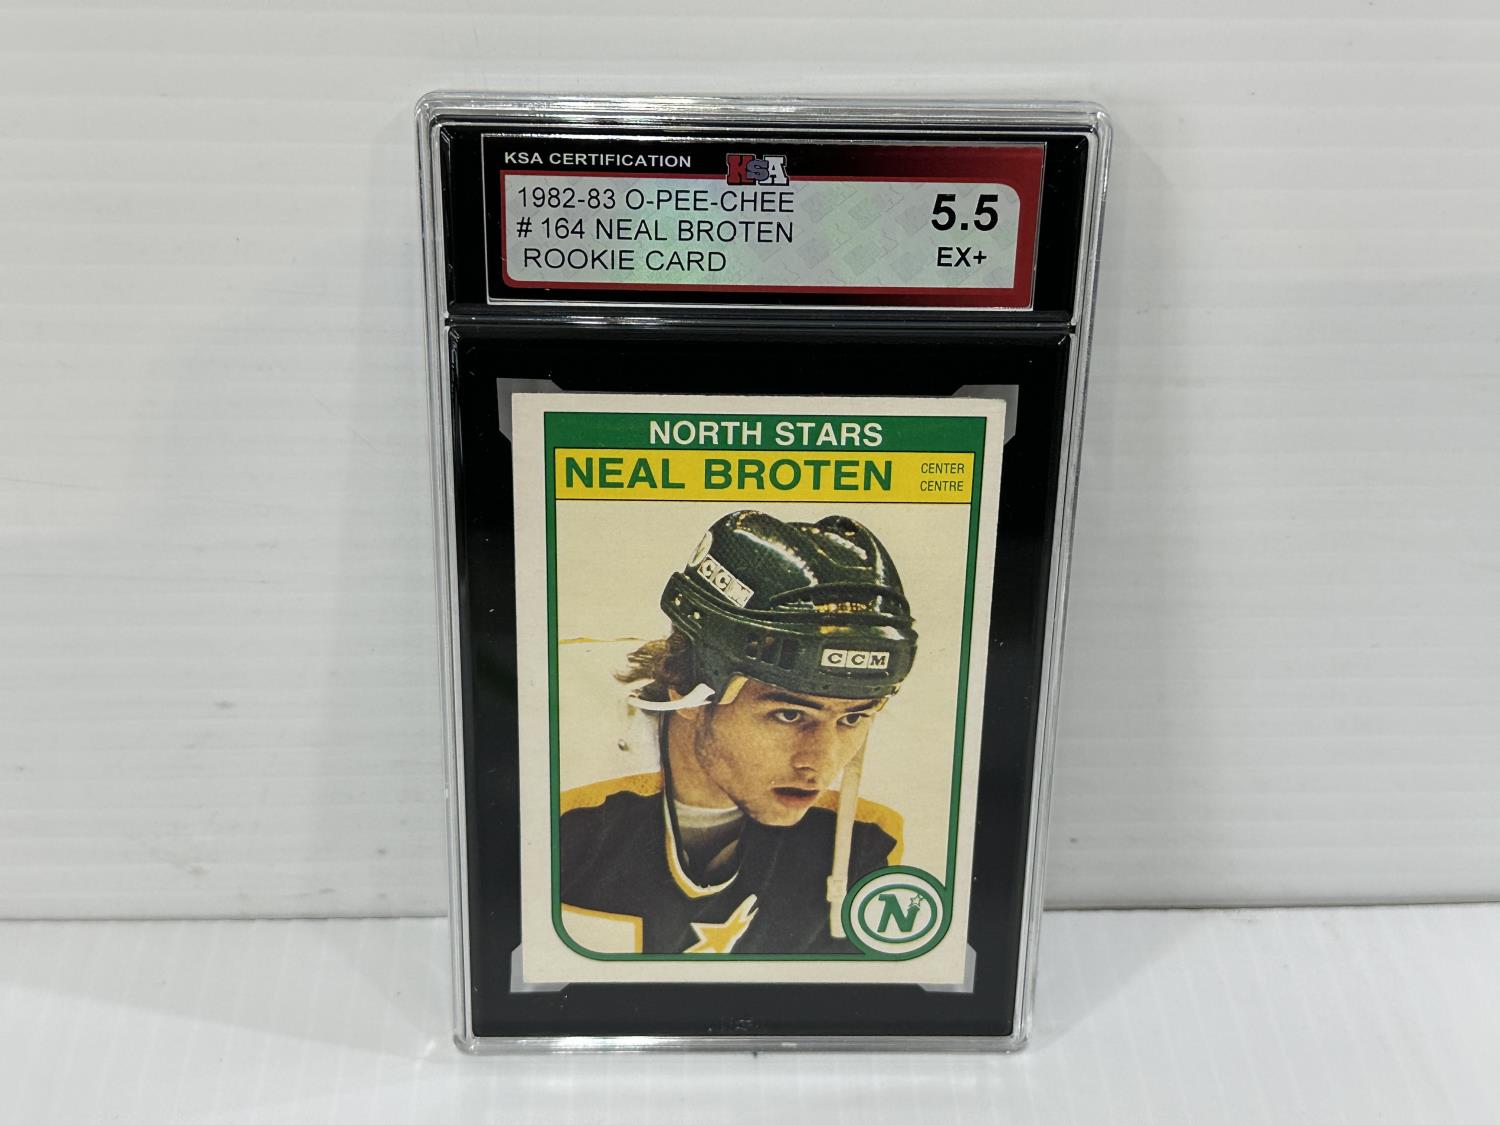 KSA CERTIFICATION
KSA
1982-83 O-PEE-CHEE
# 164 NEAL BROTEN
ROOKIE CARD
5.5
EX+
NORTH STARS
NEAL BROTEN
CENTER
CENTRE
CCM
CCM
N